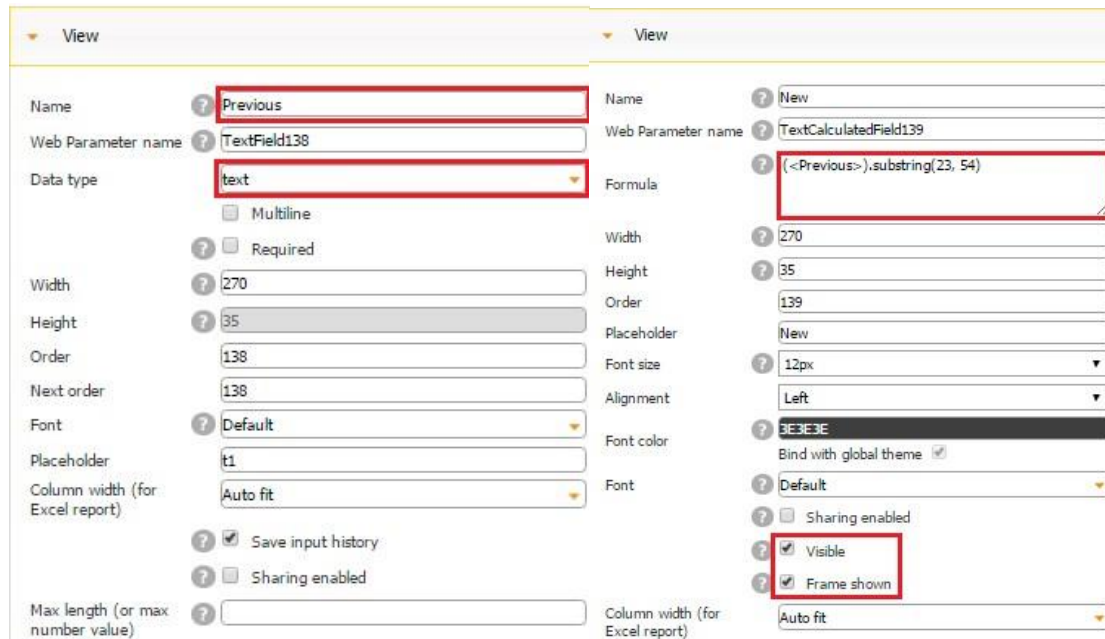 View
Name
Previous
Web Parameter name
TextField138
Data type
text
Multiline
Required
Width
270
Height
35
Order
138
Next order
138
Font
Default
Placeholder
t1
Column width (for
Excel report)
Auto fit
Save input history
Sharing enabled
Max length (or max
number value)
View
Name
New
Web Parameter name
TextCalculatedField139
Formula
(<Previous>).substring(23, 54)
Width
270
Height
35
Order
139
Placeholder
New
Font size
12px
Alignment
Left
Font color
3E3E3E
Bind with global theme
Font
Default
Sharing enabled
Visible
Frame shown
Column width (for
Excel report)
Auto fit